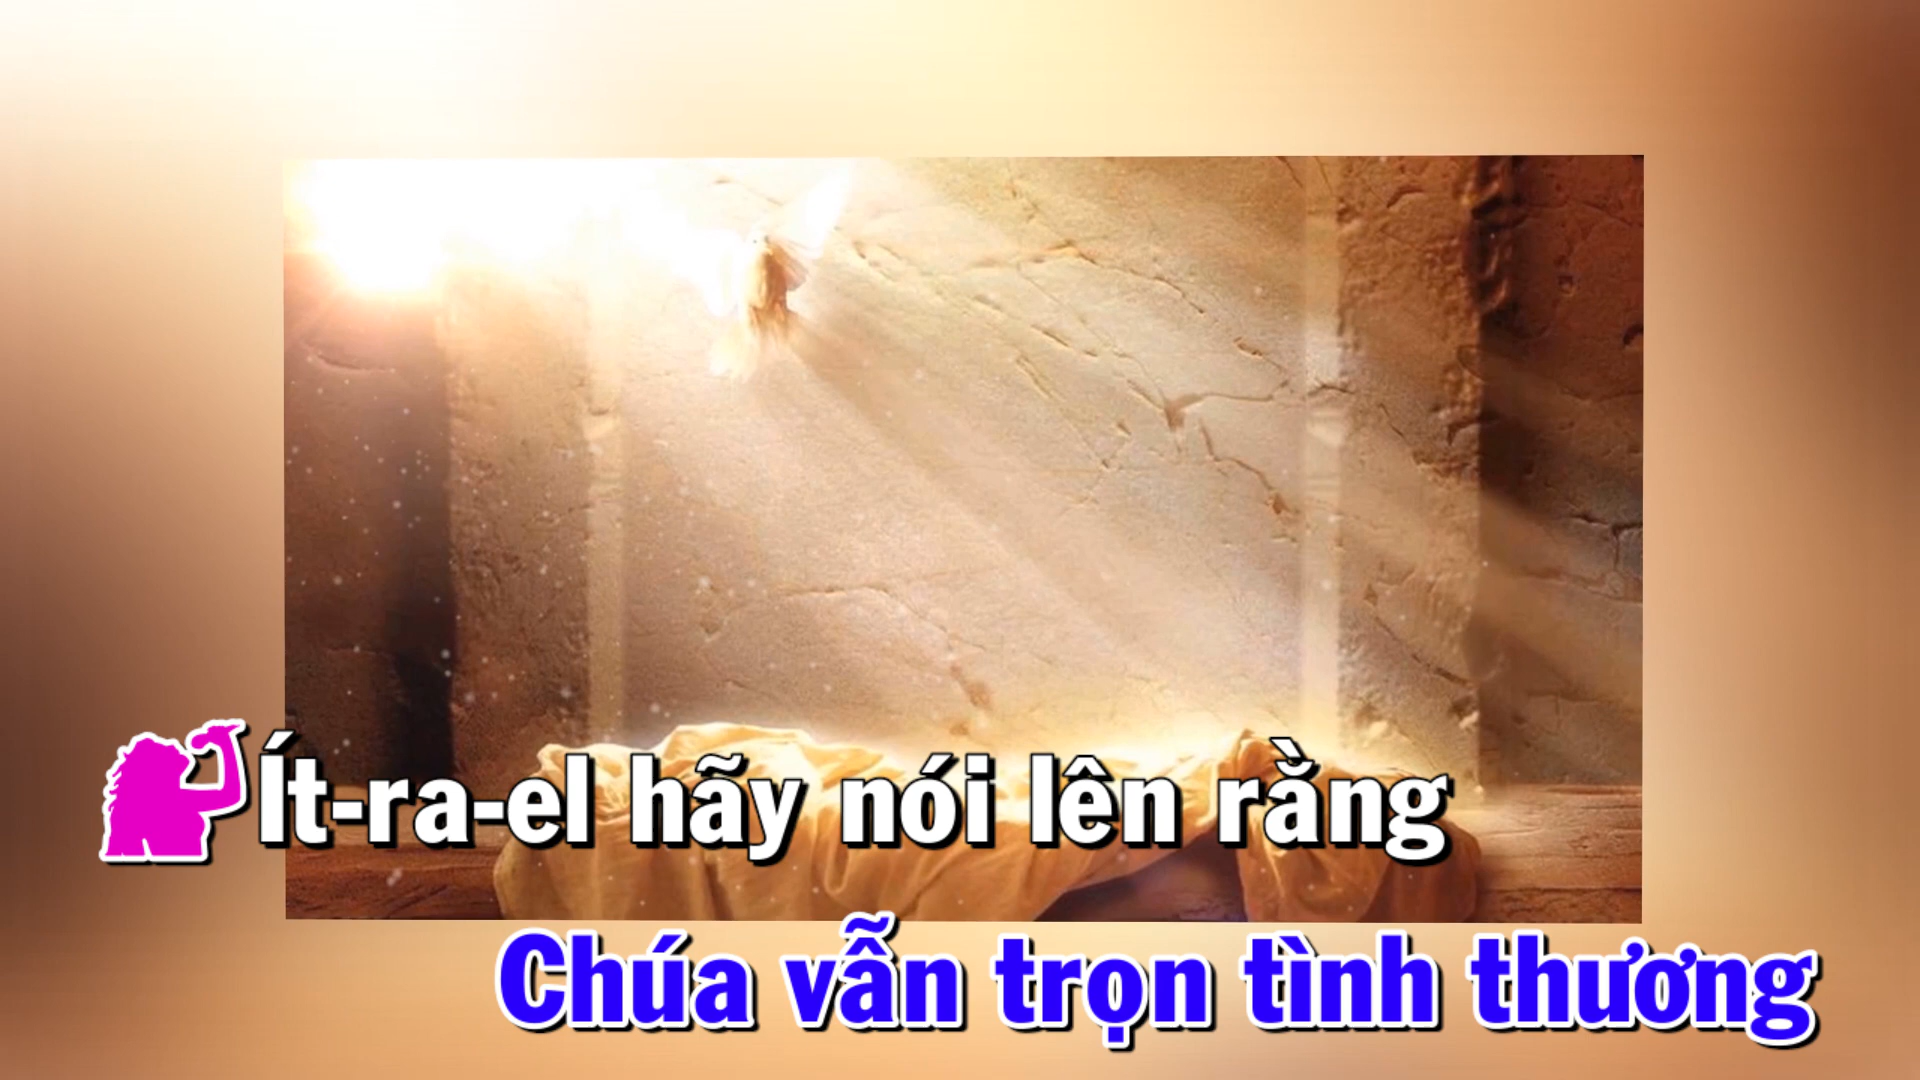 Ít-ra-el hãy nói lên rằng
Chúa vẫn trọn tình thương